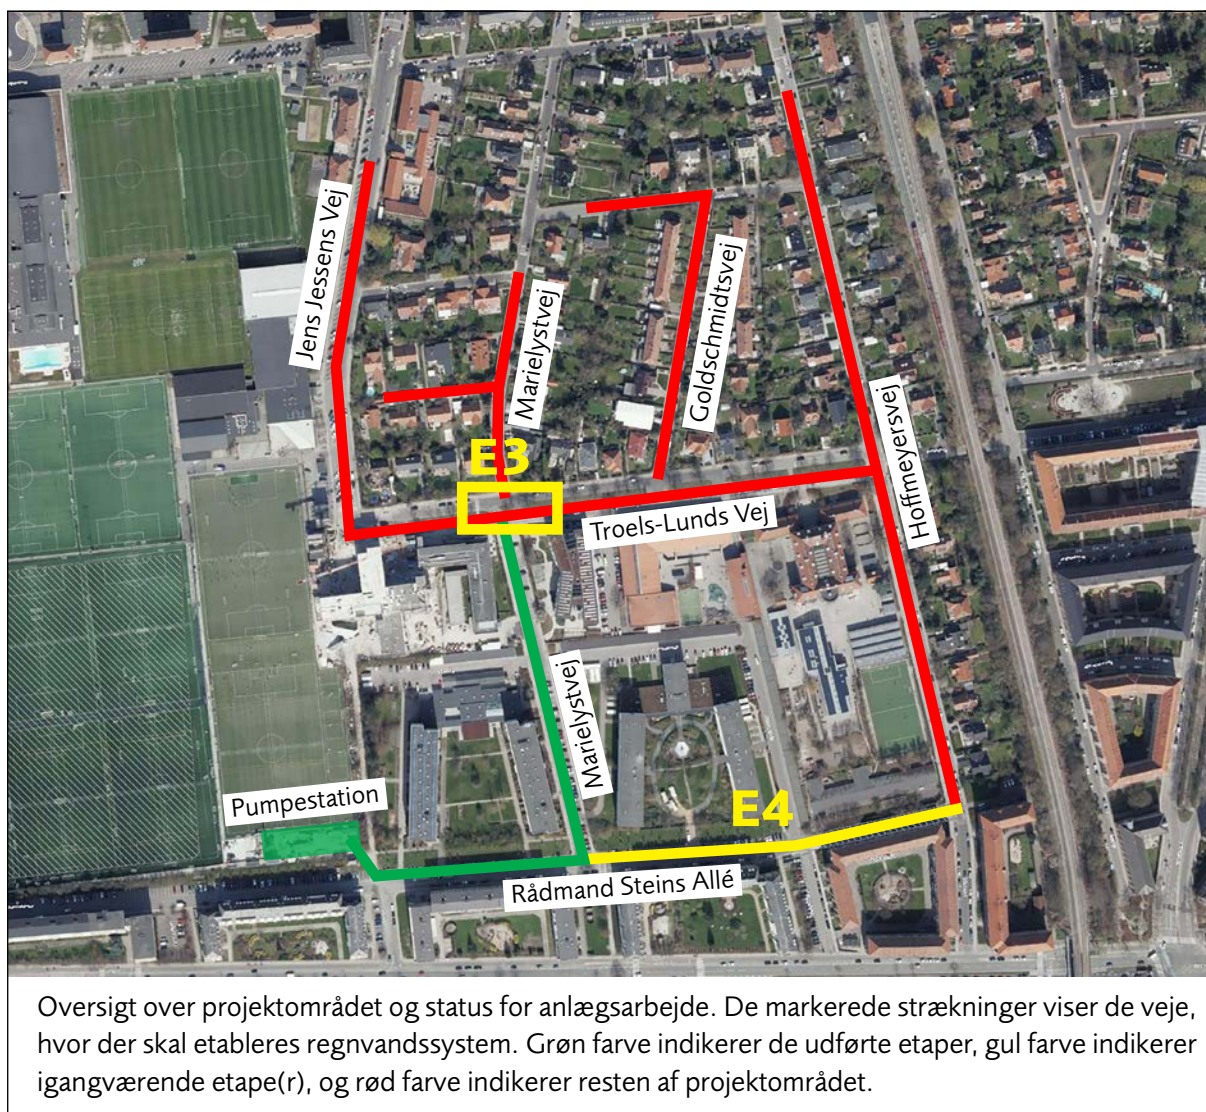 Jens Jessens Vej
Marielystvej
Goldschmidtsvej
Hoffmeyersvej
E3
Troels-Lunds Vej
Marielystvej
Pumpestation
E4
Rådmand Steins Allé
Oversigt over projektområdet og status for anlægsarbejde. De markerede strækninger viser de veje,
hvor der skal etableres regnvandssystem. Grøn farve indikerer de udførte etaper, gul farve indikerer
igangværende etape(r), og rød farve indikerer resten af projektområdet.